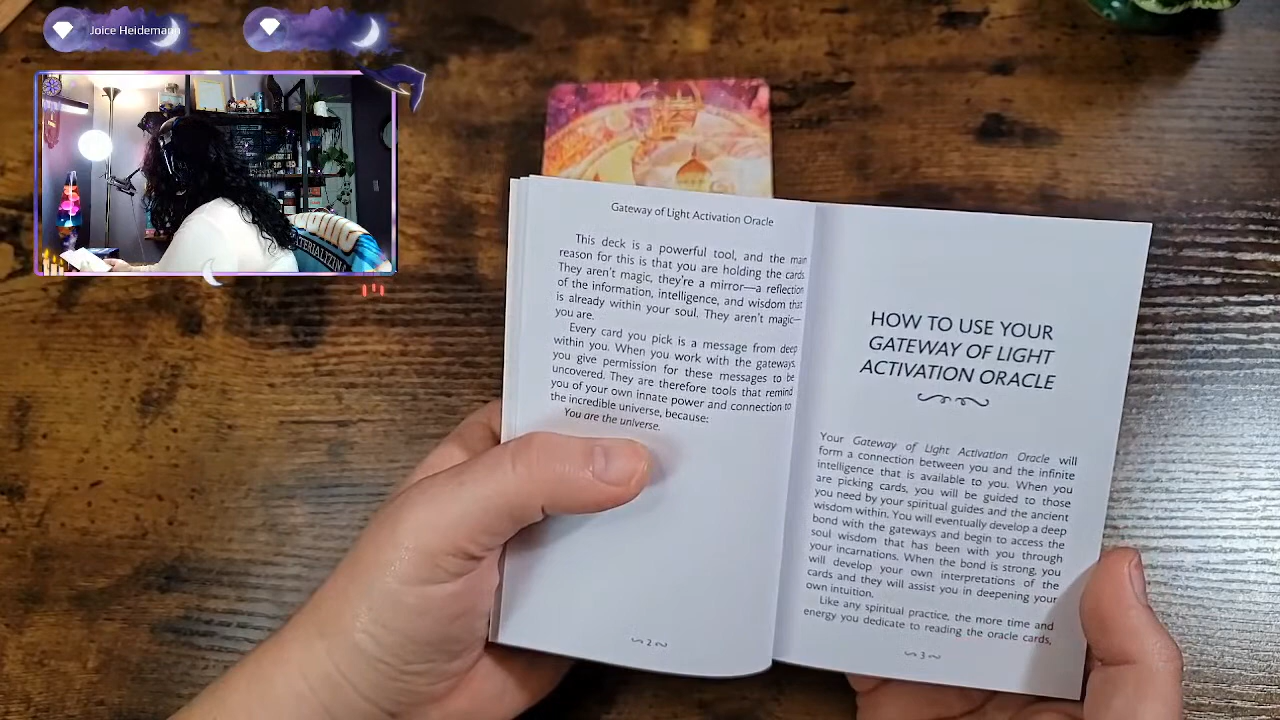 Joice Heidemann
Gateway of Light Activation Oracle
This deck is a powerful tool, and the main
reason for this is that you are holding the cards.
They aren't magic, they're a mirror—a reflection
of the information, intelligence, and wisdom that
is already within your soul. They aren't magic—
you are.
Every card you pick is a message from deep
within you. When you work with the gateways,
you give permission for these messages to be
uncovered. They are therefore tools that remind
you of your own innate power and connection to
the incredible universe, because:
You are the universe.
2
HOW TO USE YOUR
GATEWAY OF LIGHT
ACTIVATION ORACLE
Your Gateway of Light Activation Oracle will
form a connection between you and the infinite
intelligence that is available to you. When you
are picking cards, you will be guided to those
you need by your spiritual guides and the ancient
wisdom within. You will eventually develop a deep
bond with the gateways and begin to access the
soul wisdom that has been with you through
your incarnations. When the bond is strong, you
will develop your own interpretations of the
cards and they will assist you in deepening your
own intuition.
Like any spiritual practice, the more time and
energy you dedicate to reading the oracle cards,
3